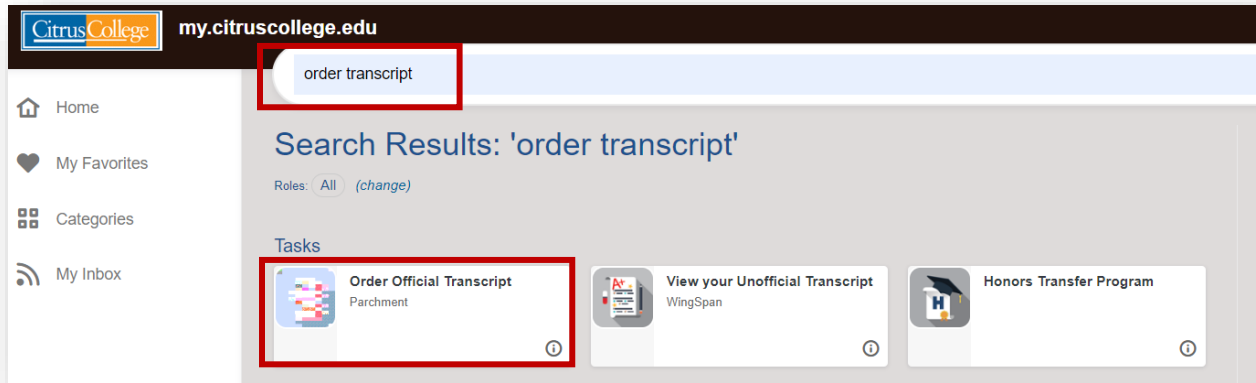 CitrusCollege
my.citruscollege.edu
order transcript
Home
My Favorites
Categories
My Inbox
Search Results: 'order transcript'
Roles: All (change)
Tasks
Order Official Transcript
Parchment
A+
View your Unofficial Transcript
WingSpan
H
Honors Transfer Program